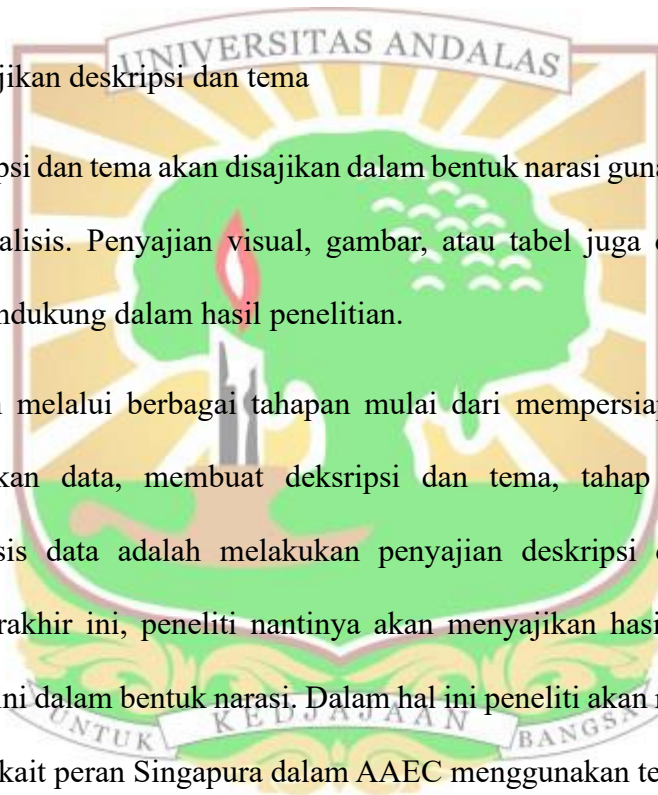 UNIVERSITAS ANDALAS
jikan deskripsi dan tema
psi dan tema akan disajikan dalam bentuk narasi guna
alisis. Penyajian visual, gambar, atau tabel juga
ndukung dalam hasil penelitian.
melalui berbagai tahapan mulai dari mempersiap
kan data, membuat deksripsi dan tema, tahap
sis data adalah melakukan penyajian deskripsi
rakhir ini, peneliti nantinya akan menyajikan hasi
ini dalam bentuk narasi. Dalam hal ini peneliti akan
UNTUK KEDJAJAAN BANGSA
kait peran Singapura dalam AAEC menggunakan te